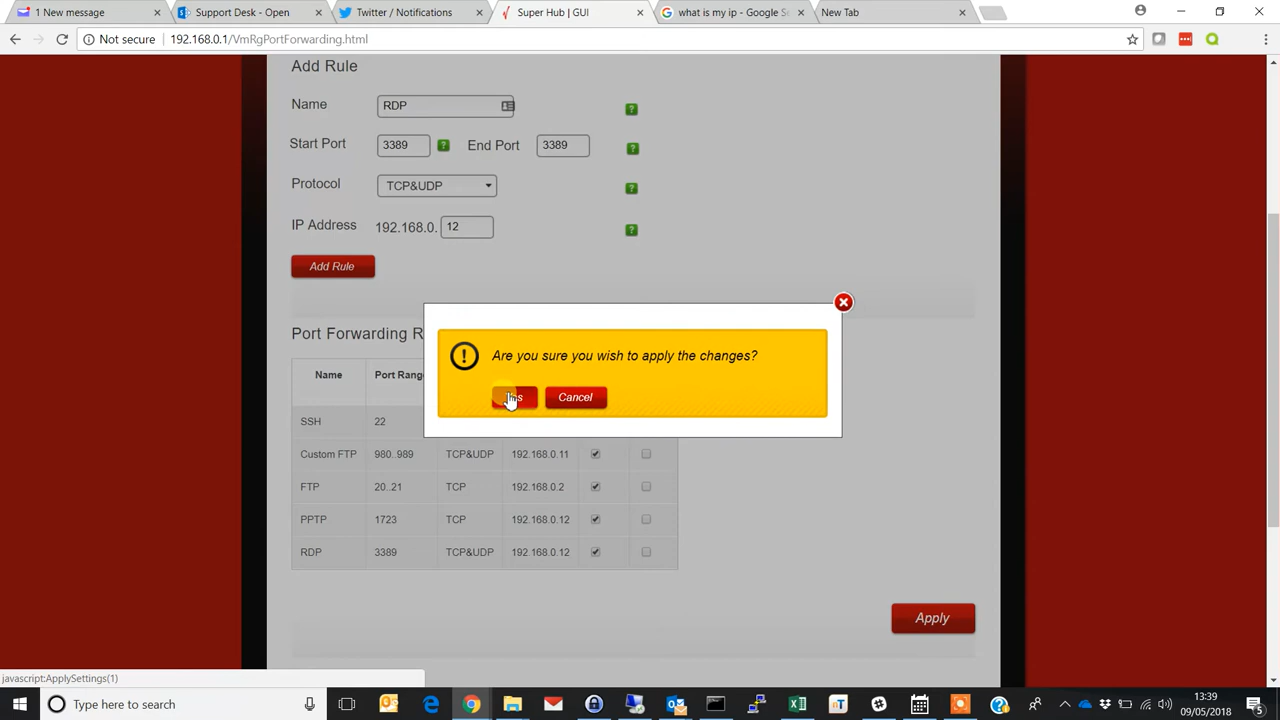 1 New message
Support Desk - Open
Twitter / Notifications
Super Hub | GUI
what is my ip - Google Se
New Tab
Not secure 192.168.0.1/VmRgPortForwarding.html
Add Rule
Name RDP
Start Port 3389 End Port 3389
Protocol TCP&UDP
IP Address 192.168.0. 12
Add Rule
Are you sure you wish to apply the changes?
Cancel
Port Forwarding R
Name Port Range
SSH 22
Custom FTP 980..989 TCP&UDP 192.168.0.11
FTP 20..21 TCP 192.168.0.2
PPTP 1723 TCP 192.168.0.12
RDP 3389 TCP&UDP 192.168.0.12
Apply
javascript:ApplySettings(1)
Type here to search
13:39
09/05/2018